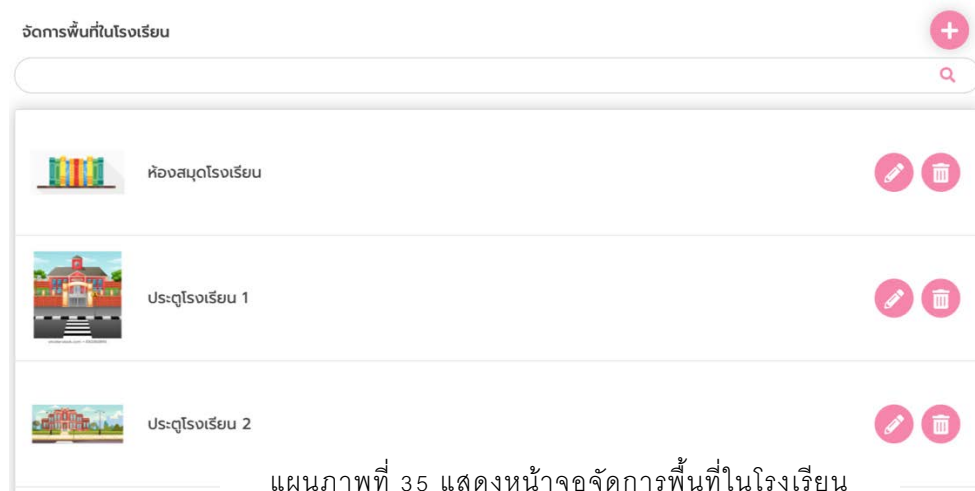 จัดการพื้นที่ในโรงเรียน
ห้องสมุดโรงเรียน
ประตูโรงเรียน 1
ประตูโรงเรียน 2
แผนภาพที่ 35 แสดงหน้าจอจัดการพื้นที่ในโรงเรียน